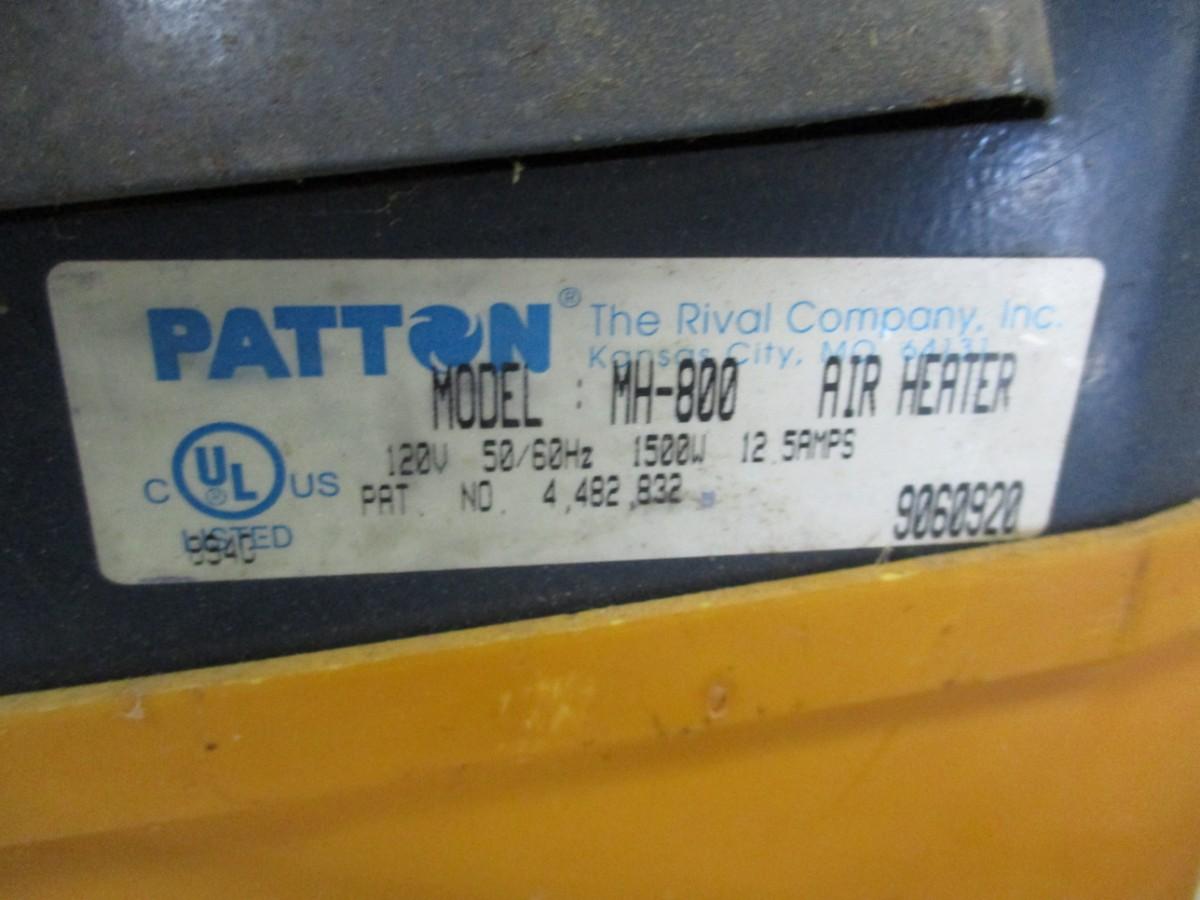 PATTON® The Rival Company, Inc.
Kansas City, MO 64131
MODEL : MH-800 AIR HEATER
120V 50/60Hz 1500W 12.5AMPS
C UL® US
PAT. NO. 4,482,832
LISTED
9060920